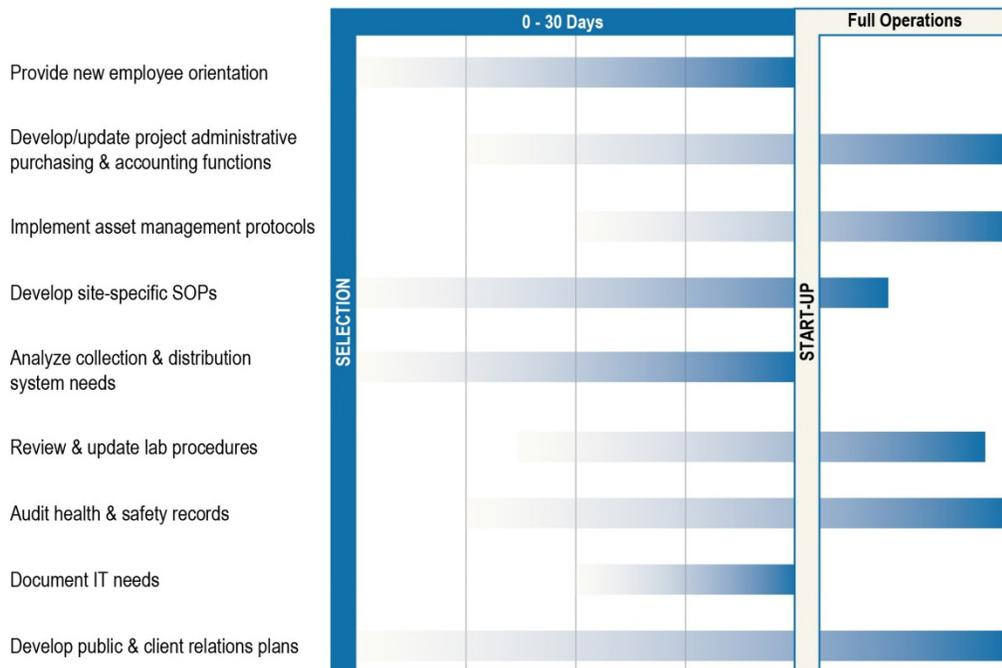 0 - 30 Days
Full Operations
SELECTION
START-UP
Provide new employee orientation
Develop/update project administrative
purchasing & accounting functions
Implement asset management protocols
Develop site-specific SOPs
Analyze collection & distribution
system needs
Review & update lab procedures
Audit health & safety records
Document IT needs
Develop public & client relations plans